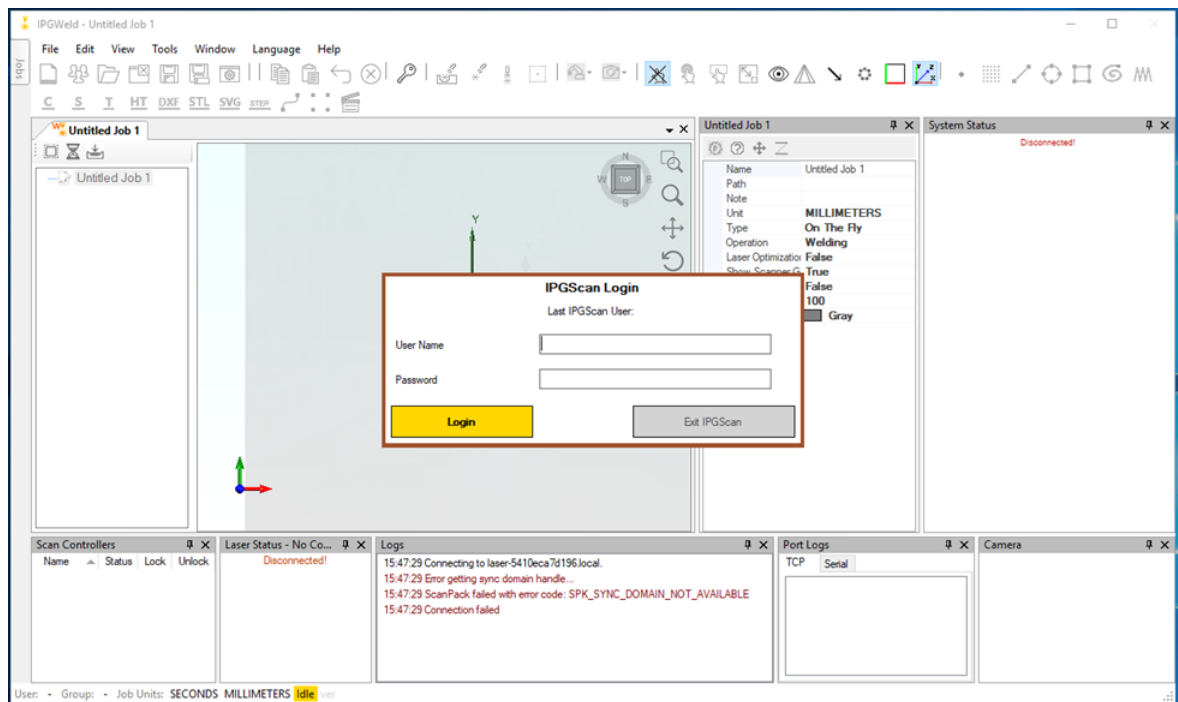 IPGWeld - Untitled Job 1
File Edit View Tools Window Language Help
Jobs
C S T HT DXF STL SVG STEP
Untitled Job 1
Untitled Job 1
N
W TOP E
S
Y
Untitled Job 1
Name Untitled Job 1
Path
Note
Unit MILLIMETERS
Type On The Fly
Operation Welding
Laser Optimizatio False
Show Scanner G True
False
100
Gray
System Status
Disconnected!
IPGScan Login
Last IPGScan User:
User Name
Password
Login Exit IPGScan
Scan Controllers
Name Status Lock Unlock
Laser Status - No Co...
Disconnected!
Logs
15:47:29 Connecting to laser-5410eca7d196.local.
15:47:29 Error getting sync domain handle...
15:47:29 ScanPack failed with error code: SPK_SYNC_DOMAIN_NOT_AVAILABLE
15:47:29 Connection failed
Port Logs
TCP Serial
Camera
User: - Group: - Job Units: SECONDS MILLIMETERS Idle ver